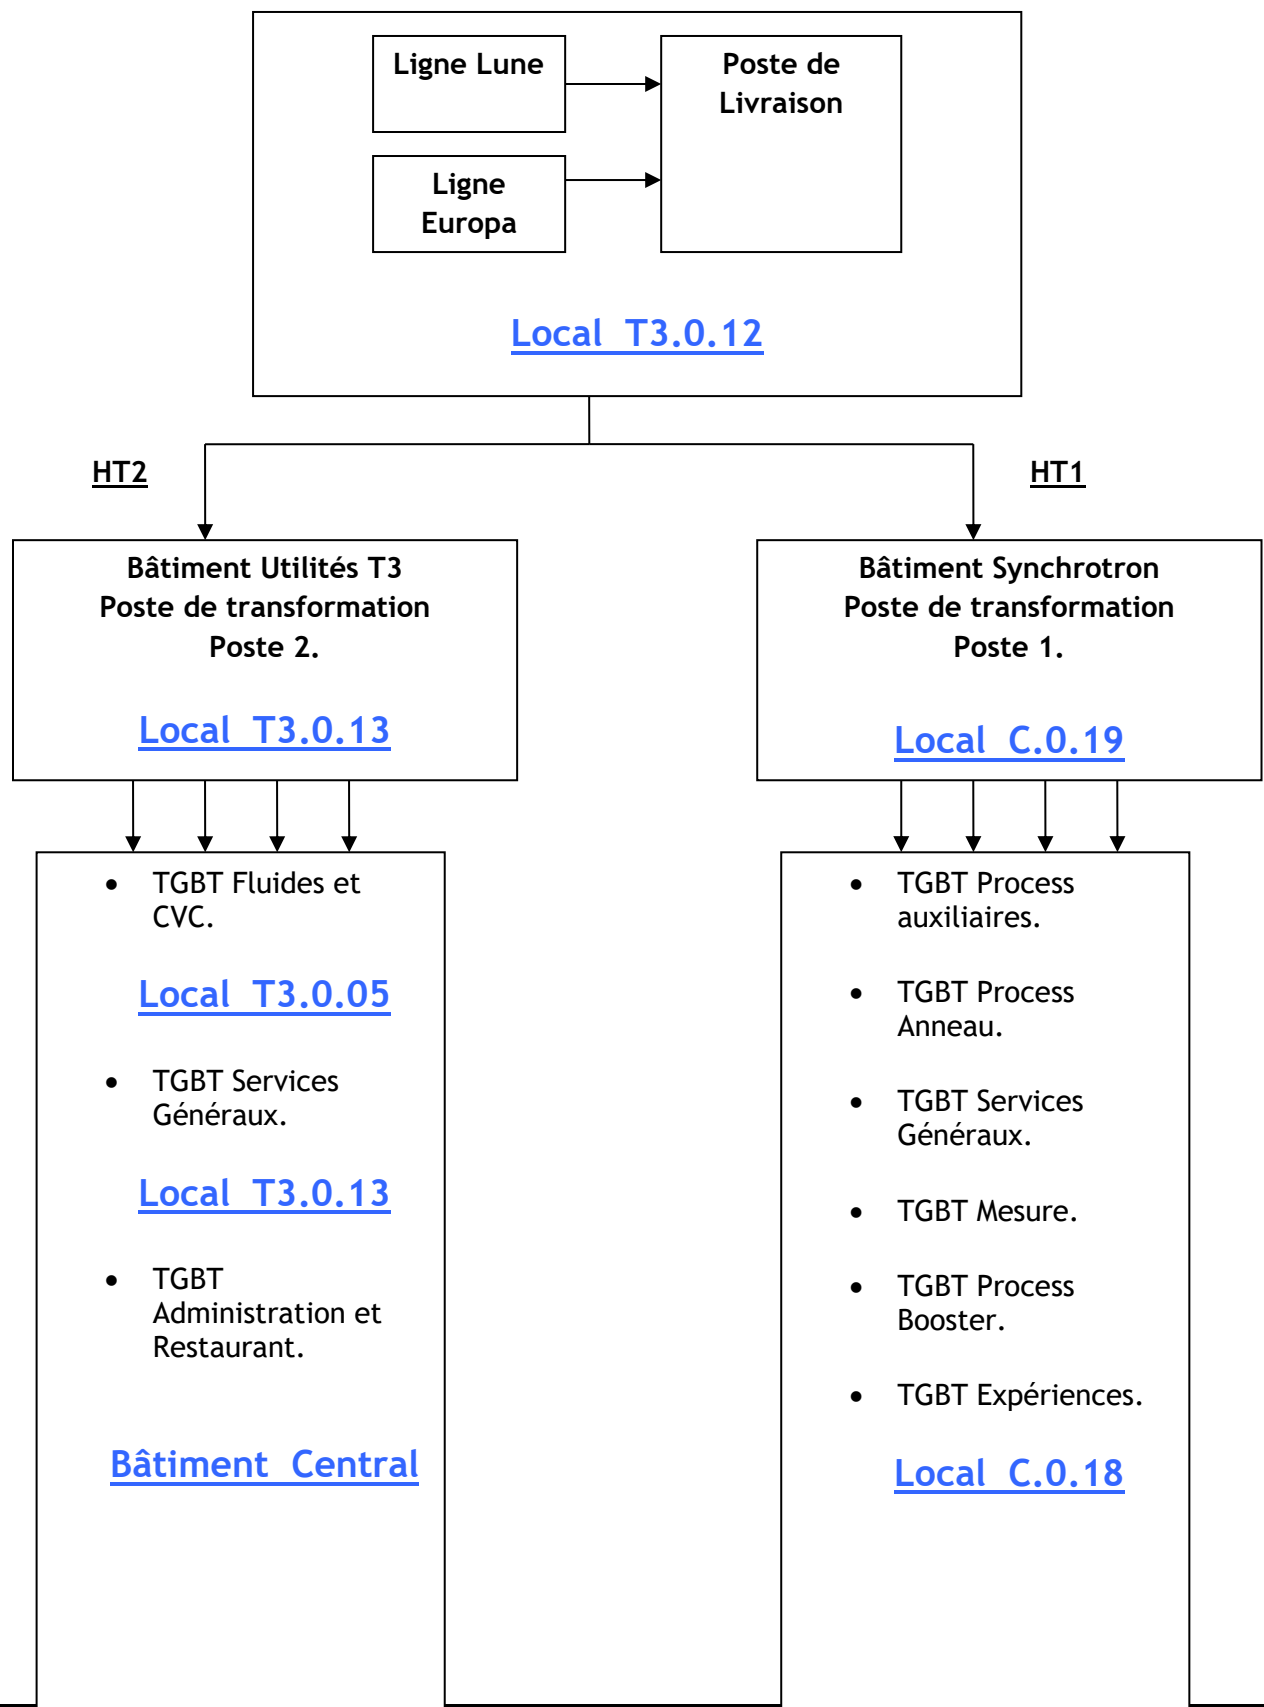 Ligne Lune
Poste de
Livraison
Ligne
Europa
Local T3.0.12
HT2
HT1
Bâtiment Utilités T3
Poste de transformation
Poste 2.
Local T3.0.13
Bâtiment Synchrotron
Poste de transformation
Poste 1.
Local C.0.19
• TGBT Fluides et
CVC.
Local T3.0.05
• TGBT Services
Généraux.
Local T3.0.13
• TGBT
Administration et
Restaurant.
Bâtiment Central
• TGBT Process
auxiliaires.
• TGBT Process
Anneau.
• TGBT Services
Généraux.
• TGBT Mesure.
• TGBT Process
Booster.
• TGBT Expériences.
Local C.0.18